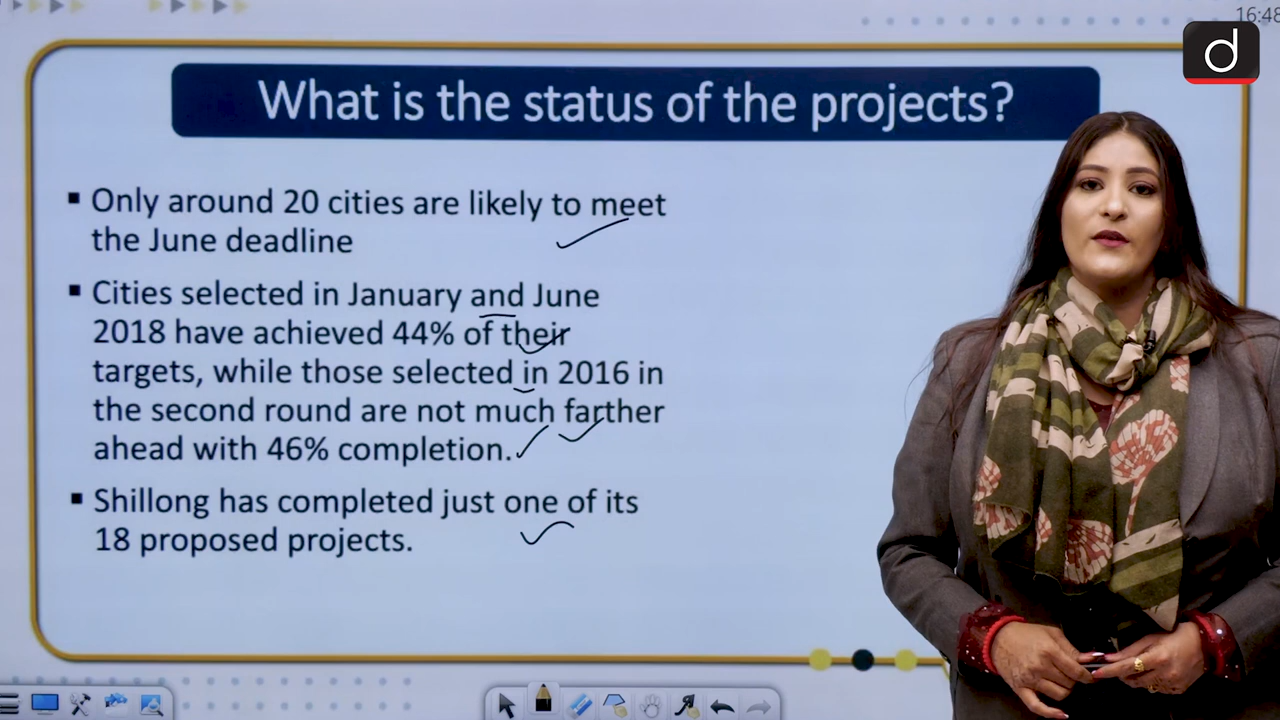 16:48
d
What is the status of the projects?
▪ Only around 20 cities are likely to meet
the June deadline
▪ Cities selected in January and June
2018 have achieved 44% of their
targets, while those selected in 2016 in
the second round are not much farther
ahead with 46% completion.
▪ Shillong has completed just one of its
18 proposed projects.